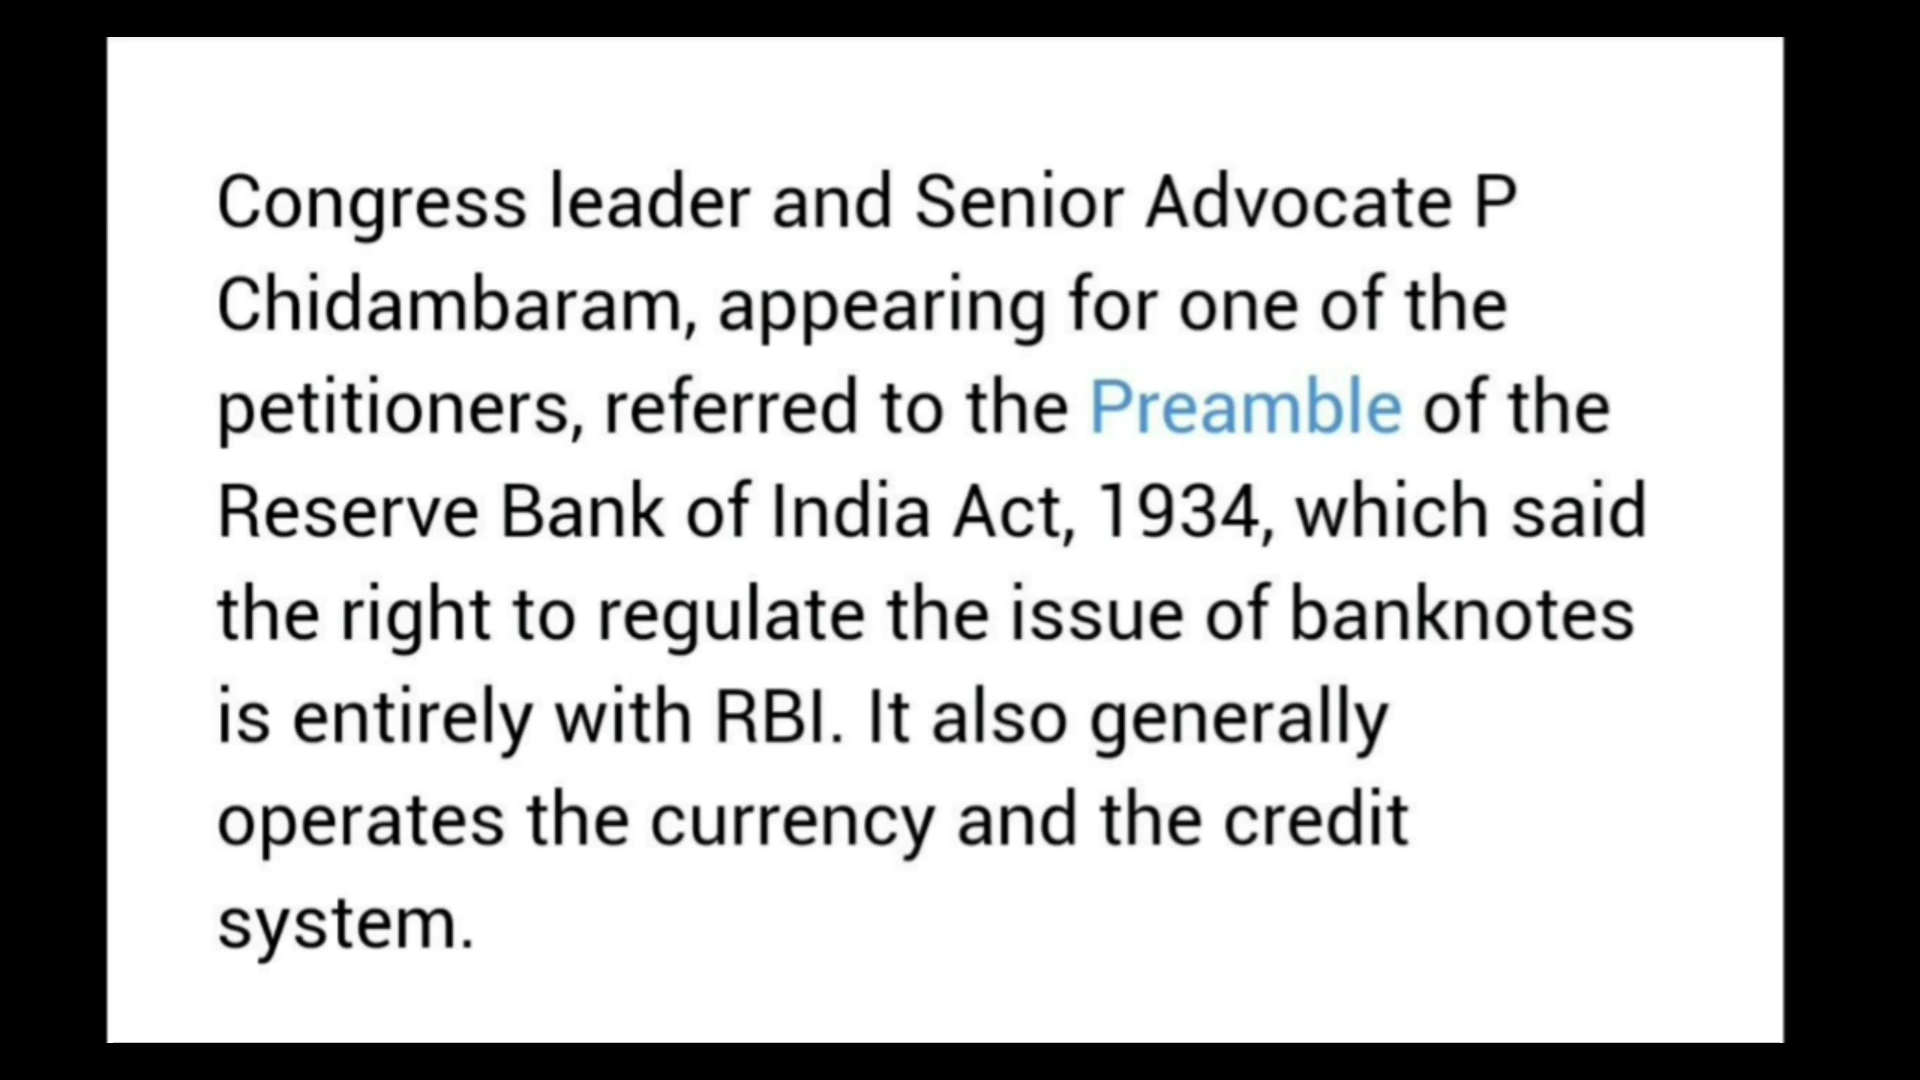 Congress leader and Senior Advocate P
Chidambaram, appearing for one of the
petitioners, referred to the Preamble of the
Reserve Bank of India Act, 1934, which said
the right to regulate the issue of banknotes
is entirely with RBI. It also generally
operates the currency and the credit
system.